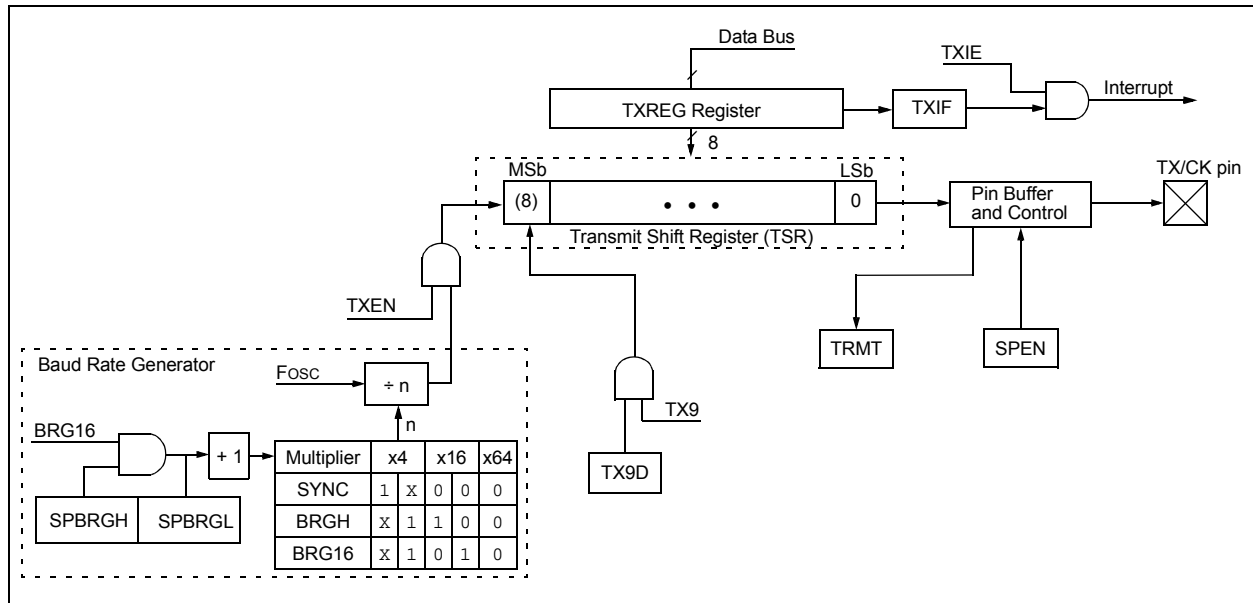 Data Bus
TXIE
Interrupt
TXREG Register
TXIF
8
MSb
LSb
TX/CK pin
(8)
• • •
0
Pin Buffer
and Control
Transmit Shift Register (TSR)
TXEN
TRMT
SPEN
Baud Rate Generator
FOSC
÷ n
TX9
n
BRG16
+ 1
Multiplier x4 x16 x64
TX9D
SYNC 1 X 0 0 0
SPBRGH SPBRGL
BRGH X 1 1 0 0
BRG16 X 1 0 1 0